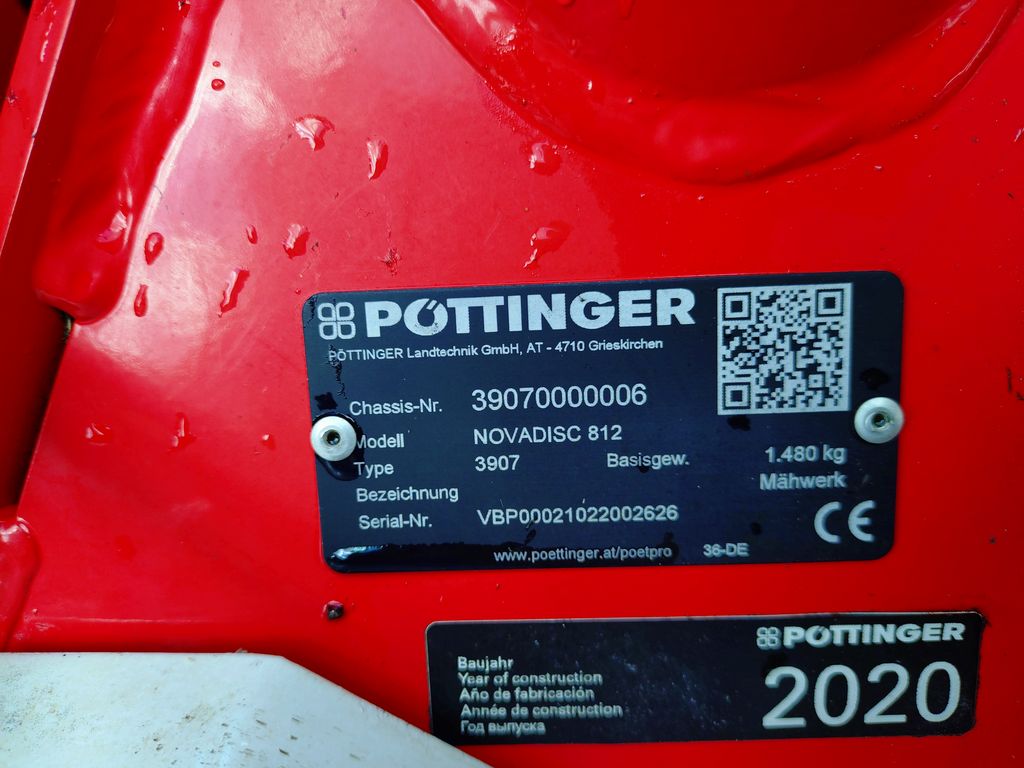 PÖTTINGER
PÖTTINGER Landtechnik GmbH, AT - 4710 Grieskirchen
Chassis-Nr. 39070000006
Modell NOVADISC 812
Type 3907 Basisgew. 1.480 kg
Bezeichnung Mähwerk
Serial-Nr. VBP00021022002626
CE
www.poettinger.at/poetpro 36-DE
PÖTTINGER
Baujahr
Year of construction
Año de fabricación
Année de construction
Год выпуска
2020